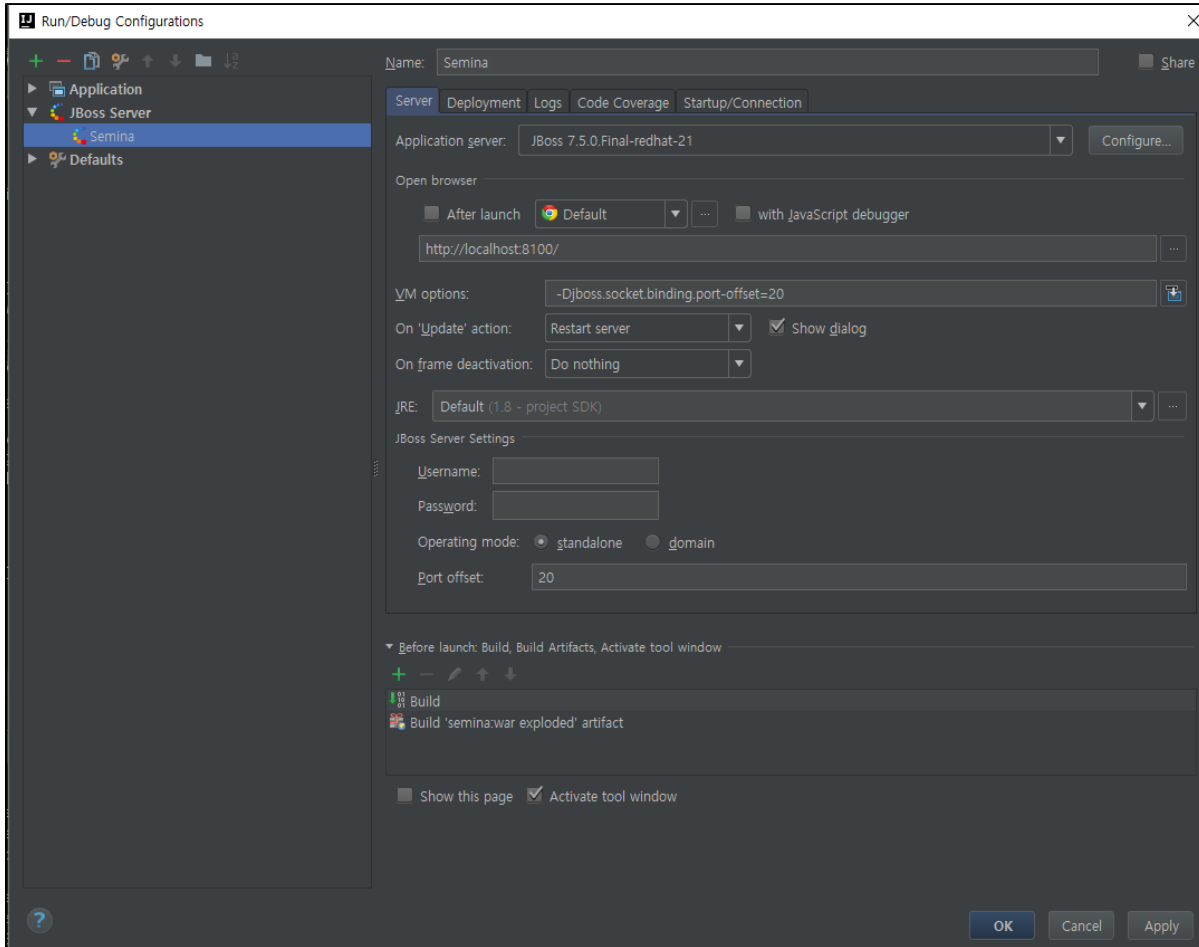 Run/Debug Configurations
Application
JBoss Server
Semina
Defaults
Name: Semina
Share
Server Deployment Logs Code Coverage Startup/Connection
Application server: JBoss 7.5.0.Final-redhat-21 Configure...
Open browser
After launch Default ... with JavaScript debugger
http://localhost:8100/ ...
VM options: -Djboss.socket.binding.port-offset=20
On 'Update' action: Restart server Show dialog
On frame deactivation: Do nothing
JRE: Default (1.8 - project SDK) ...
JBoss Server Settings
Username:
Password:
Operating mode: standalone domain
Port offset: 20
Before launch: Build, Build Artifacts, Activate tool window
Build
Build 'semina:war exploded' artifact
Show this page Activate tool window
? OK Cancel Apply